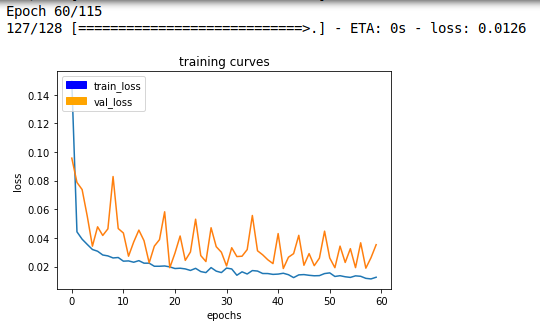 Epoch 60/115
127/128 [============================>.] - ETA: 0s - loss: 0.0126
training curves
train_loss
val_loss
0.14
0.12
0.10
0.08
0.06
0.04
0.02
loss
0 10 20 30 40 50 60
epochs